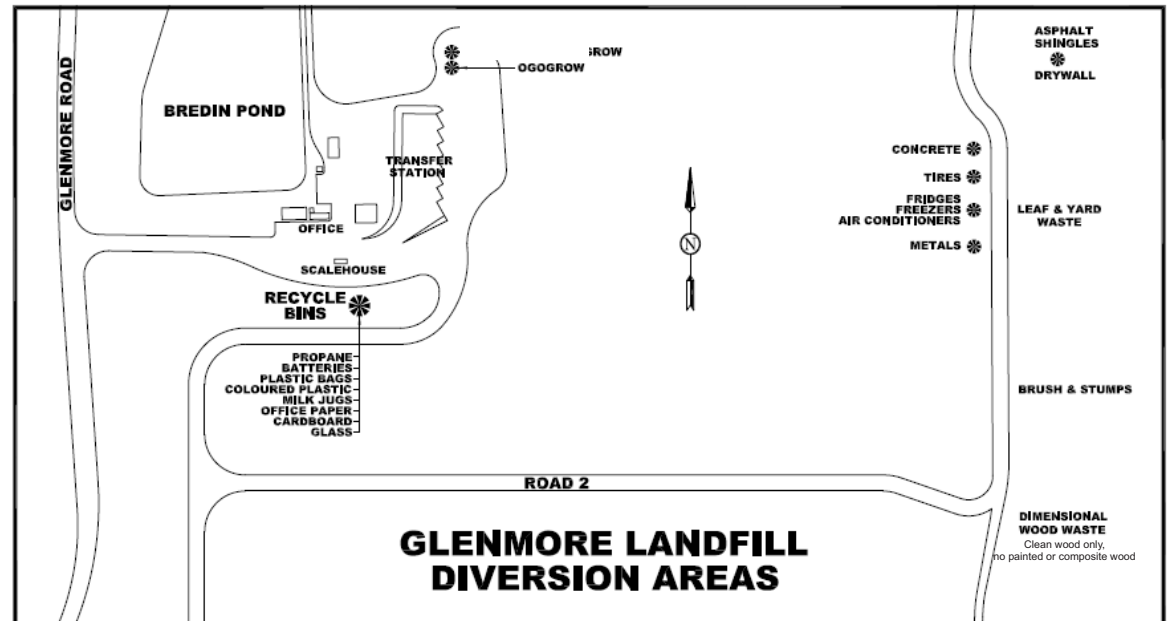 GLENMORE ROAD
BREDIN POND
OGOGROW
TRANSFER
STATION
OFFICE
SCALEHOUSE
RECYCLE
BINS
PROPANE
BATTERIES
PLASTIC BAGS
COLOURED PLASTIC
MILK JUGS
OFFICE PAPER
CARDBOARD
GLASS
N
ASPHALT
SHINGLES
DRYWALL
CONCRETE
TIRES
FRIDGES
FREEZERS
AIR CONDITIONERS
METALS
LEAF & YARD
WASTE
BRUSH & STUMPS
ROAD 2
DIMENSIONAL
WOOD WASTE
Clean wood only,
no painted or composite wood
GLENMORE LANDFILL
DIVERSION AREAS